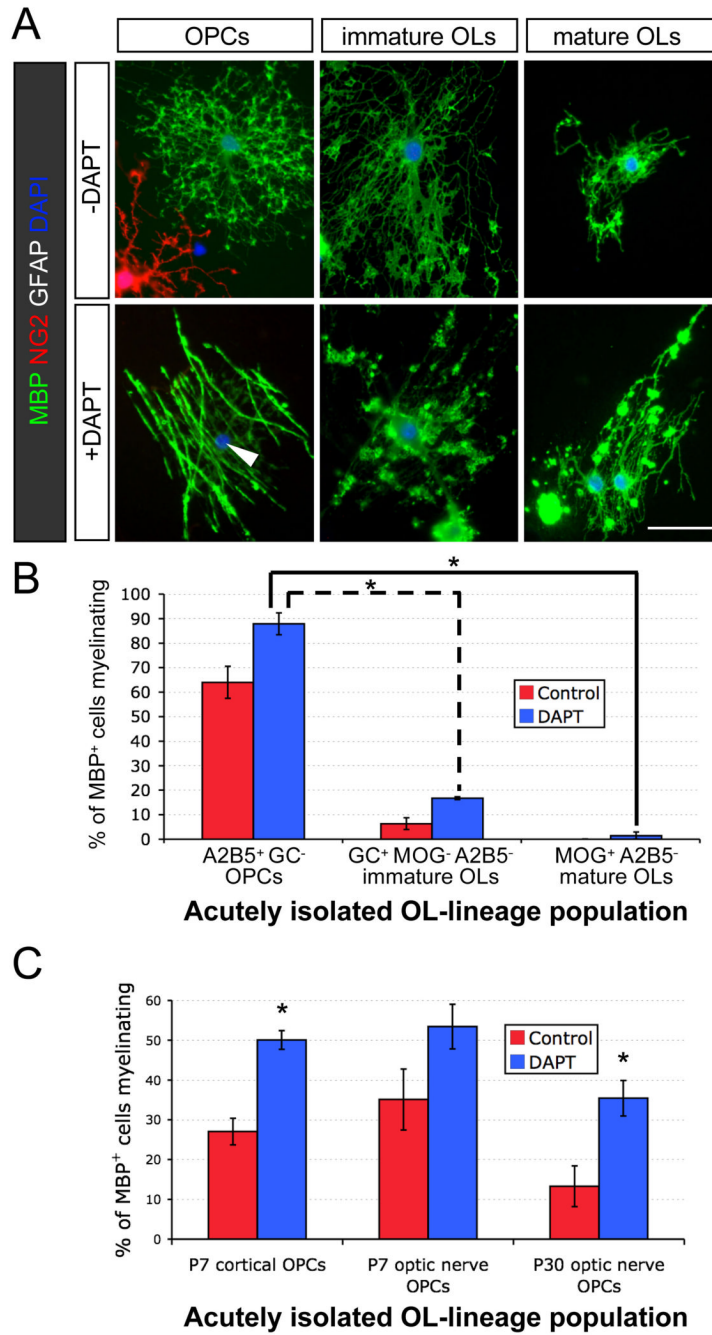 A
OPCs
immature OLs
mature OLs
MBP NG2 GFAP DAPI
-DAPT
+DAPT
B
% of MBP⁺ cells myelinating
100
90
80
70
60
50
40
30
20
10
0
*
*
Control
DAPT
A2B5⁺ GC⁻
OPCs
GC⁺ MOG⁻ A2B5⁻
immature OLs
MOG⁺ A2B5⁻
mature OLs
Acutely isolated OL-lineage population
C
% of MBP⁺ cells myelinating
60
50
40
30
20
10
0
*
*
Control
DAPT
P7 cortical OPCs
P7 optic nerve
OPCs
P30 optic nerve
OPCs
Acutely isolated OL-lineage population